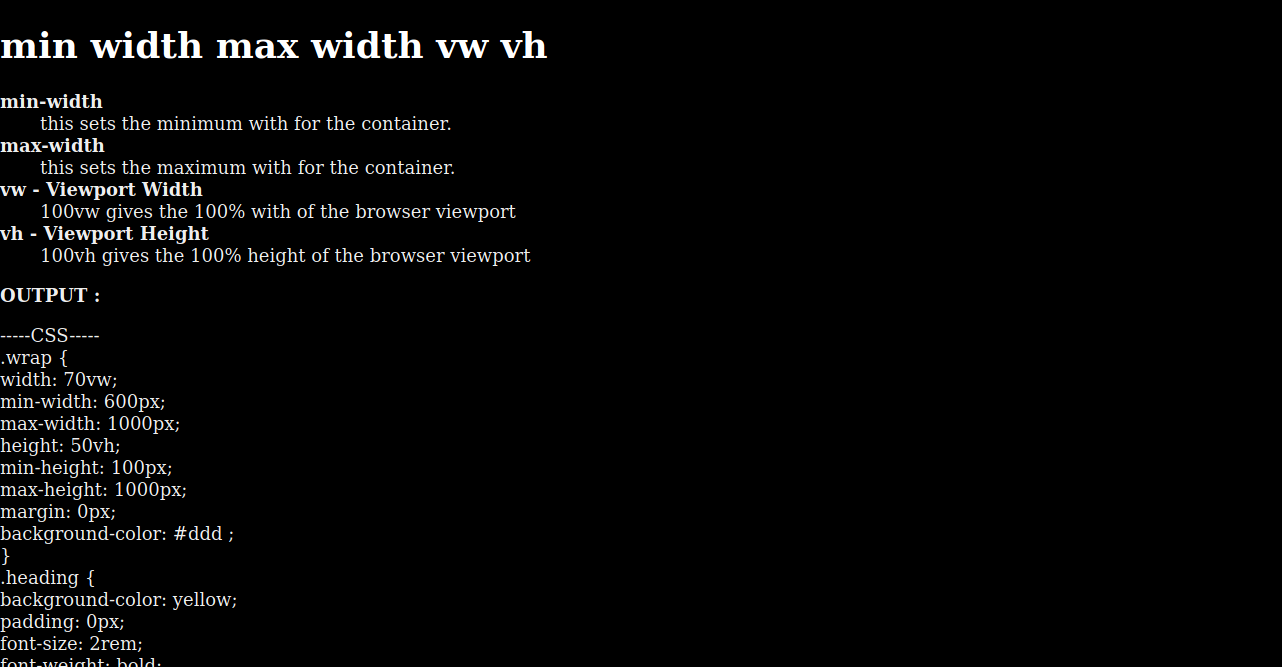 min width max width vw vh
min-width
this sets the minimum with for the container.
max-width
this sets the maximum with for the container.
vw - Viewport Width
100vw gives the 100% with of the browser viewport
vh - Viewport Height
100vh gives the 100% height of the browser viewport
OUTPUT :
-----CSS-----
.wrap {
width: 70vw;
min-width: 600px;
max-width: 1000px;
height: 50vh;
min-height: 100px;
max-height: 1000px;
margin: 0px;
background-color: #ddd ;
}
.heading {
background-color: yellow;
padding: 0px;
font-size: 2rem;
font-weight: bold;